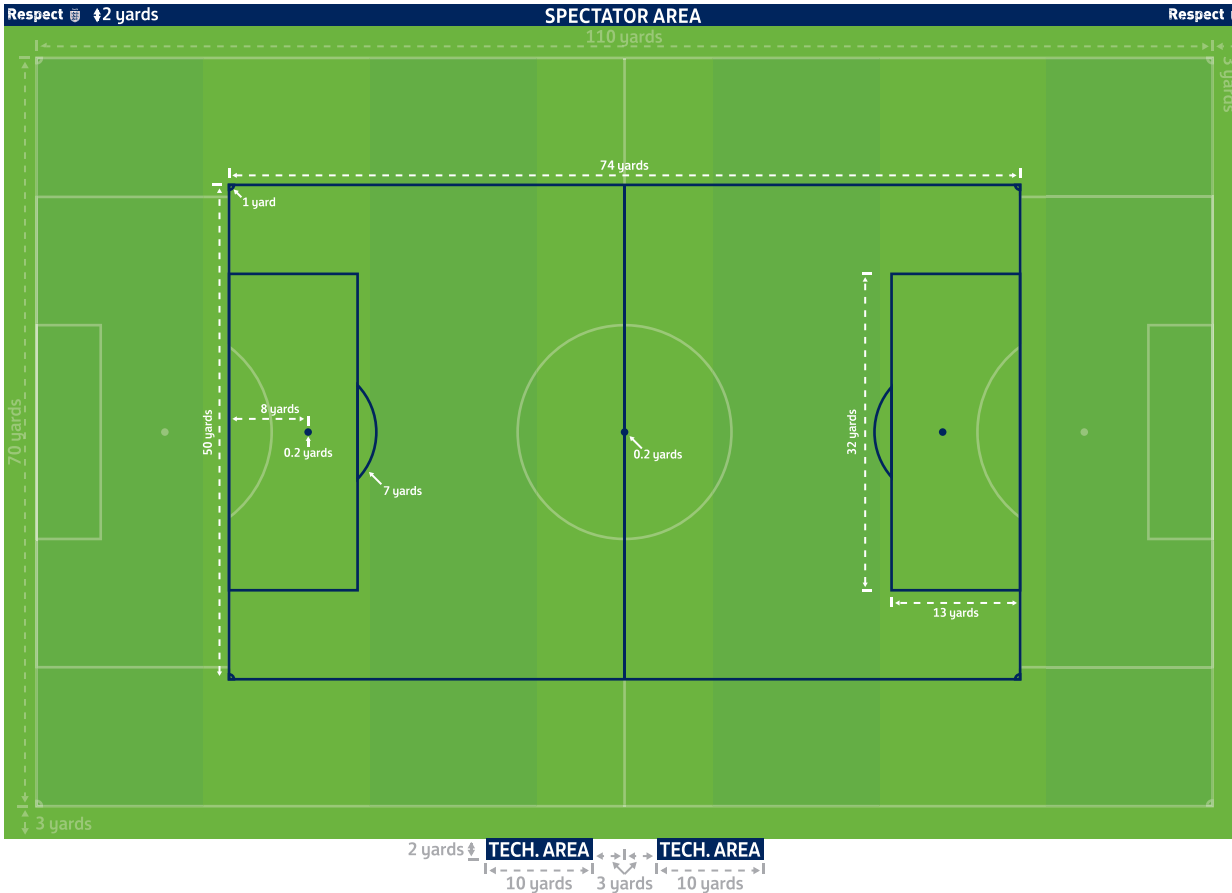 Respect 2 yards SPECTATOR AREA Respect
110 yards
3 yards
74 yards
1 yard
70 yards
50 yards
8 yards
0.2 yards
7 yards
0.2 yards
32 yards
13 yards
3 yards
2 yards TECH. AREA TECH. AREA
10 yards 3 yards 10 yards